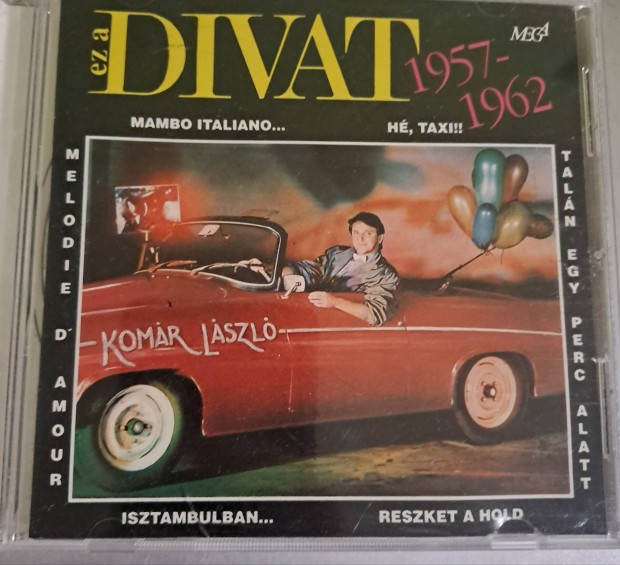 ez a
DIVAT
1957-
1962
MEGA
MAMBO ITALIANO...
HÉ, TAXI!!
MELODIE D' AMOUR
TALÁN EGY PERC ALATT
KOMÁR LÁSZLÓ
ISZTAMBULBAN...
RESZKET A HOLD